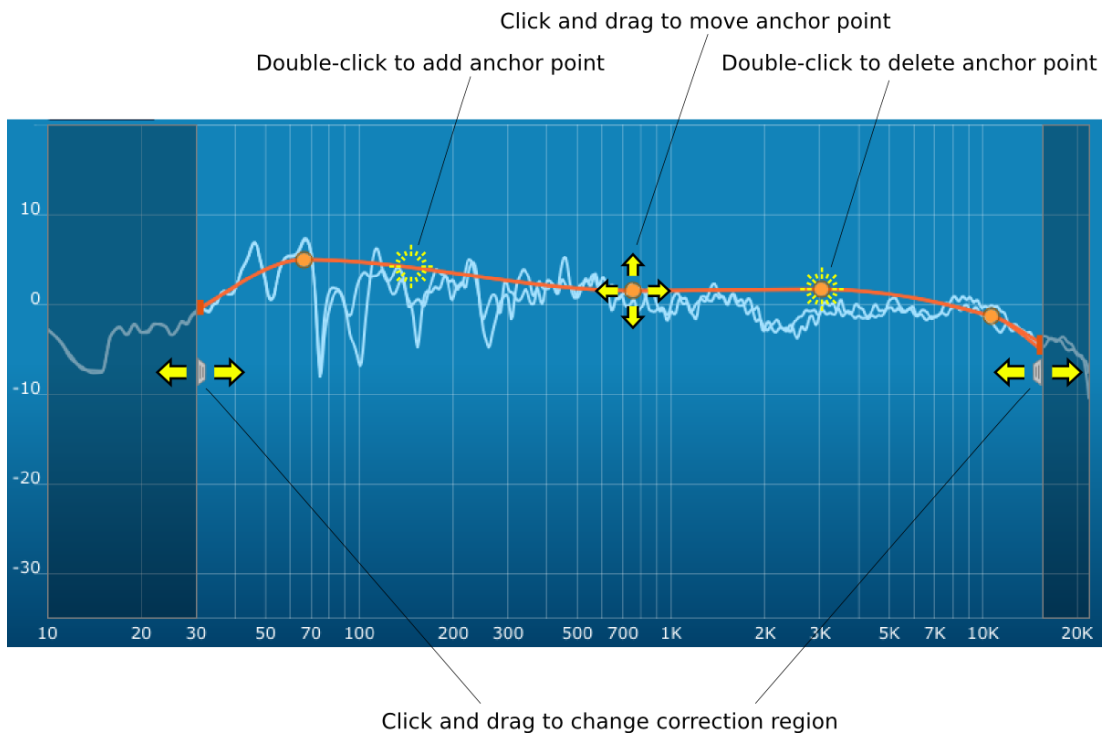 Click and drag to move anchor point
Double-click to add anchor point
Double-click to delete anchor point
10
0
-10
-20
-30
10 20 30 50 70 100 200 300 500 700 1K 2K 3K 5K 7K 10K 20K
Click and drag to change correction region